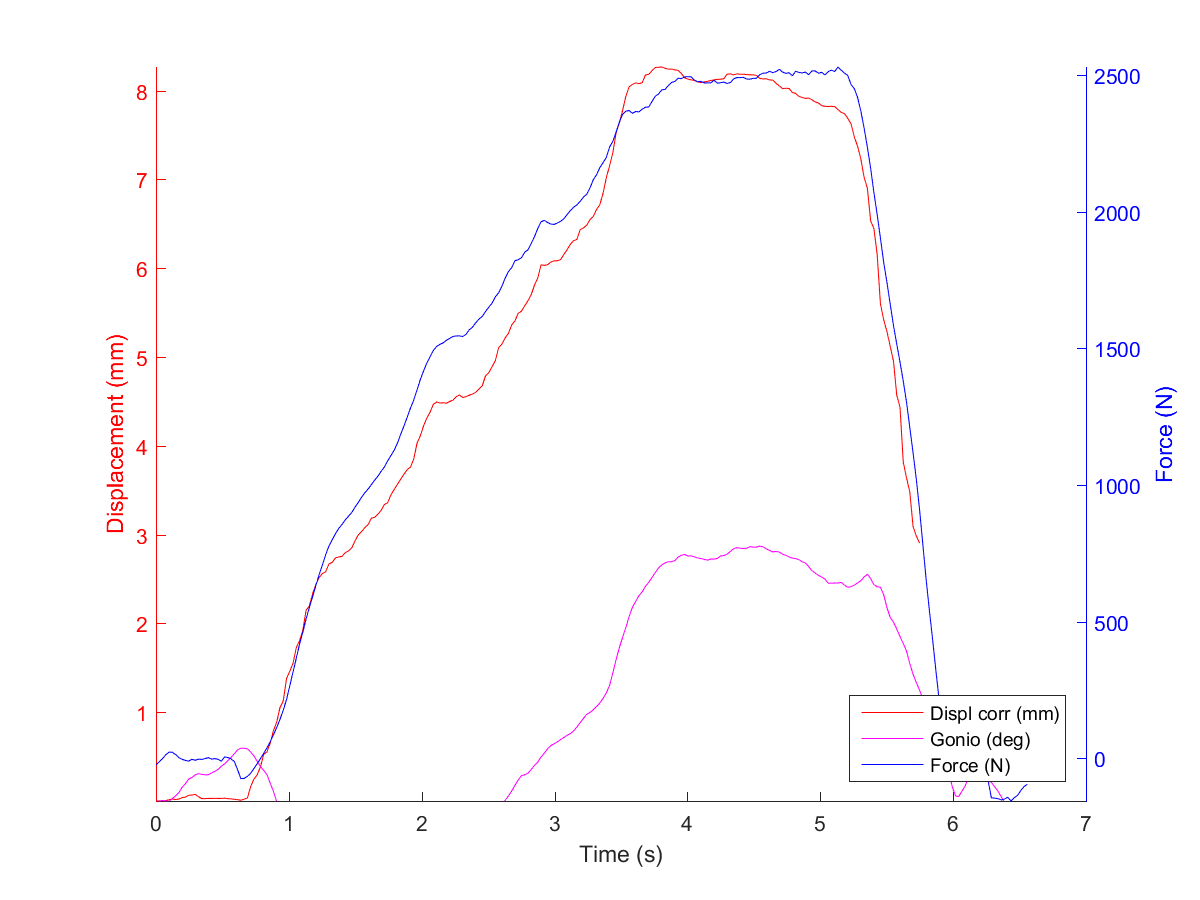 Displacement (mm)
8
7
6
5
4
3
2
1
2500
2000
1500
1000
500
0
Force (N)
Displ corr (mm)
Gonio (deg)
Force (N)
0 1 2 3 4 5 6 7
Time (s)